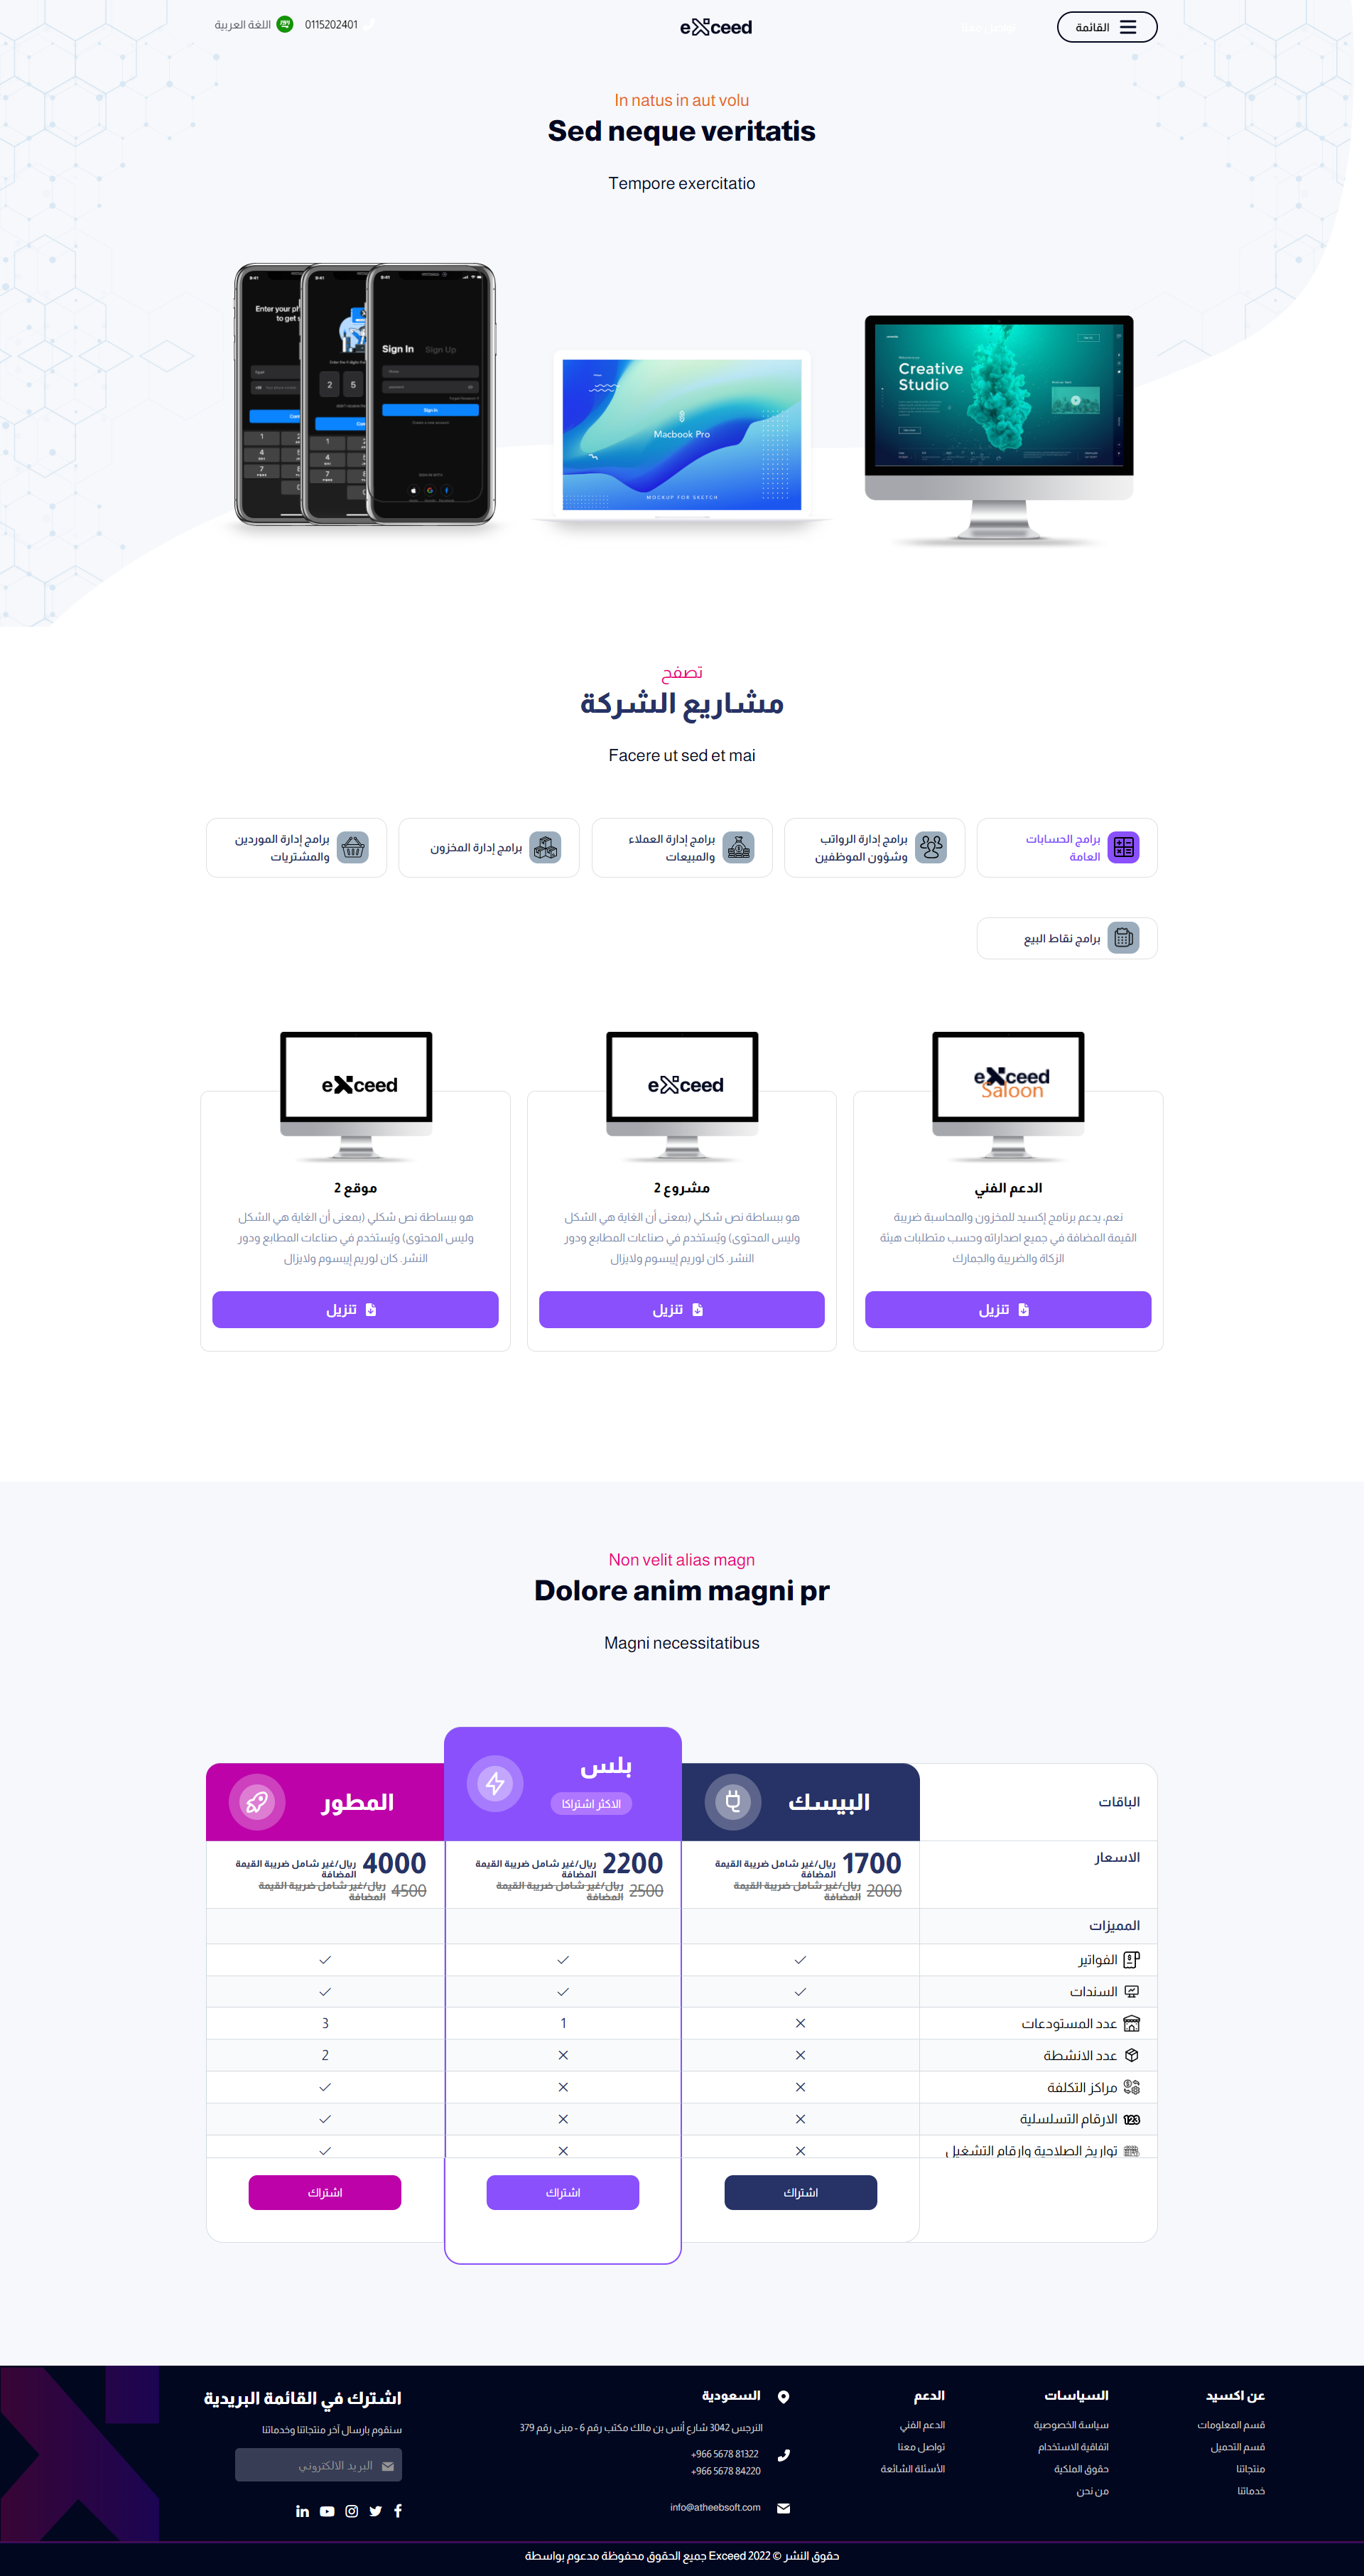 القائمة
eXceed
0115202401
اللغة العربية
In natus in aut volu
Sed neque veritatis
Tempore exercitatio
Enter your ph
to get
Sign In
Sign Up
Sign In
Macbook Pro
MOCKUP FOR SKETCH
Creative
Studio
تصفح
مشاريع الشركة
Facere ut sed et mai
برامج الحسابات
العامة
برامج إدارة الرواتب
وشؤون الموظفين
برامج إدارة العملاء
والمبيعات
برامج إدارة المخزون
برامج إدارة الموردين
والمشتريات
برامج نقاط البيع
eXceed
Saloon
الدعم الفني
نعم، يدعم برنامج إكسيد للمخزون والمحاسبة ضريبة
القيمة المضافة في جميع اصداراته وحسب متطلبات هيئة
الزكاة والضريبة والجمارك
تنزيل
eXceed
مشروع 2
هو ببساطة نص شكلي (بمعنى أن الغاية هي الشكل
وليس المحتوى) ويُستخدم في صناعات المطابع ودور
النشر. كان لوريم إيبسوم ولايزال
تنزيل
eXceed
موقع 2
هو ببساطة نص شكلي (بمعنى أن الغاية هي الشكل
وليس المحتوى) ويُستخدم في صناعات المطابع ودور
النشر. كان لوريم إيبسوم ولايزال
تنزيل
Non velit alias magn
Dolore anim magni pr
Magni necessitatibus
الباقات
البيسك
بلس
الاكثر اشتراكا
المطور
الاسعار
1700 ريال/غير شامل ضريبة القيمة المضافة
2000 ريال/غير شامل ضريبة القيمة المضافة
2200 ريال/غير شامل ضريبة القيمة المضافة
2500 ريال/غير شامل ضريبة القيمة المضافة
4000 ريال/غير شامل ضريبة القيمة المضافة
4500 ريال/غير شامل ضريبة القيمة المضافة
المميزات
الفواتير
السندات
عدد المستودعات
1
3
عدد الانشطة
2
مراكز التكلفة
الارقام التسلسلية
تواريخ الصلاحية وارقام التشغيل
اشتراك
اشتراك
اشتراك
عن اكسيد
قسم المعلومات
قسم التحميل
منتجاتنا
خدماتنا
السياسات
سياسة الخصوصية
اتفاقية الاستخدام
حقوق الملكية
من نحن
الدعم
الدعم الفني
تواصل معنا
الأسئلة الشائعة
السعودية
النرجس 3042 شارع أنس بن مالك مكتب رقم 6 - مبنى رقم 379
+966 5678 81322
+966 5678 84220
info@atheebsoft.com
اشترك في القائمة البريدية
سنقوم بارسال آخر منتجاتنا وخدماتنا
البريد الالكتروني
حقوق النشر © 2022 Exceed جميع الحقوق محفوظة مدعوم بواسطة